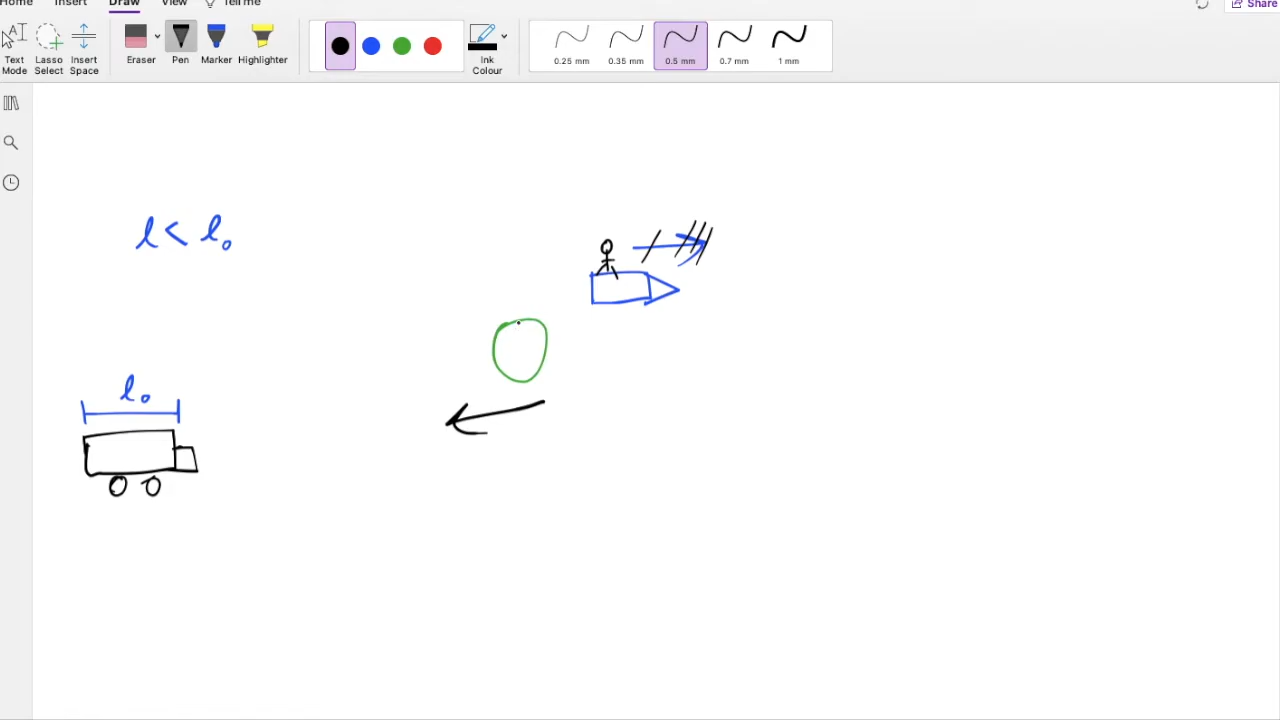 Home Insert Draw View Tell me Share
Text Mode Lasso Select Insert Space Eraser Pen Marker Highlighter Ink Colour 0.25 mm 0.35 mm 0.5 mm 0.7 mm 1 mm
l < l₀
l₀